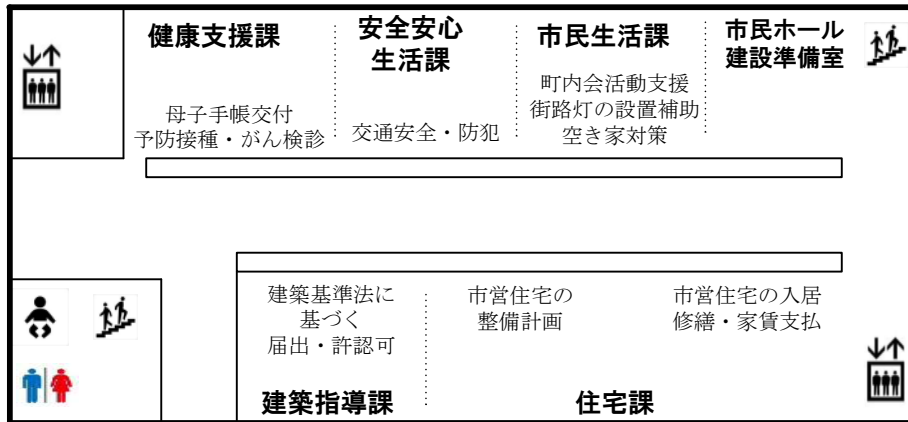 健康支援課
母子手帳交付
予防接種・がん検診
安全安心
生活課
交通安全・防犯
市民生活課
町内会活動支援
街路灯の設置補助
空き家対策
市民ホール
建設準備室
建築基準法に
基づく
届出・許認可
建築指導課
市営住宅の
整備計画
市営住宅の入居
修繕・家賃支払
住宅課